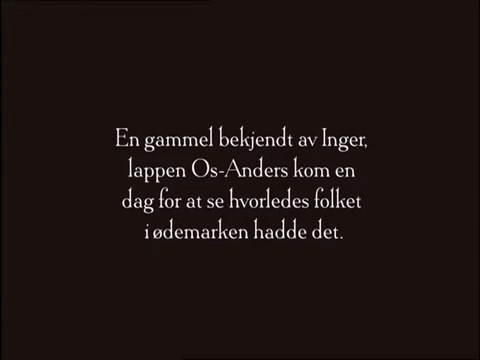 En gammel bekjendt av Inger,
lappen Os-Anders kom en
dag for at se hvorledes folket
i ødemarken hadde det.